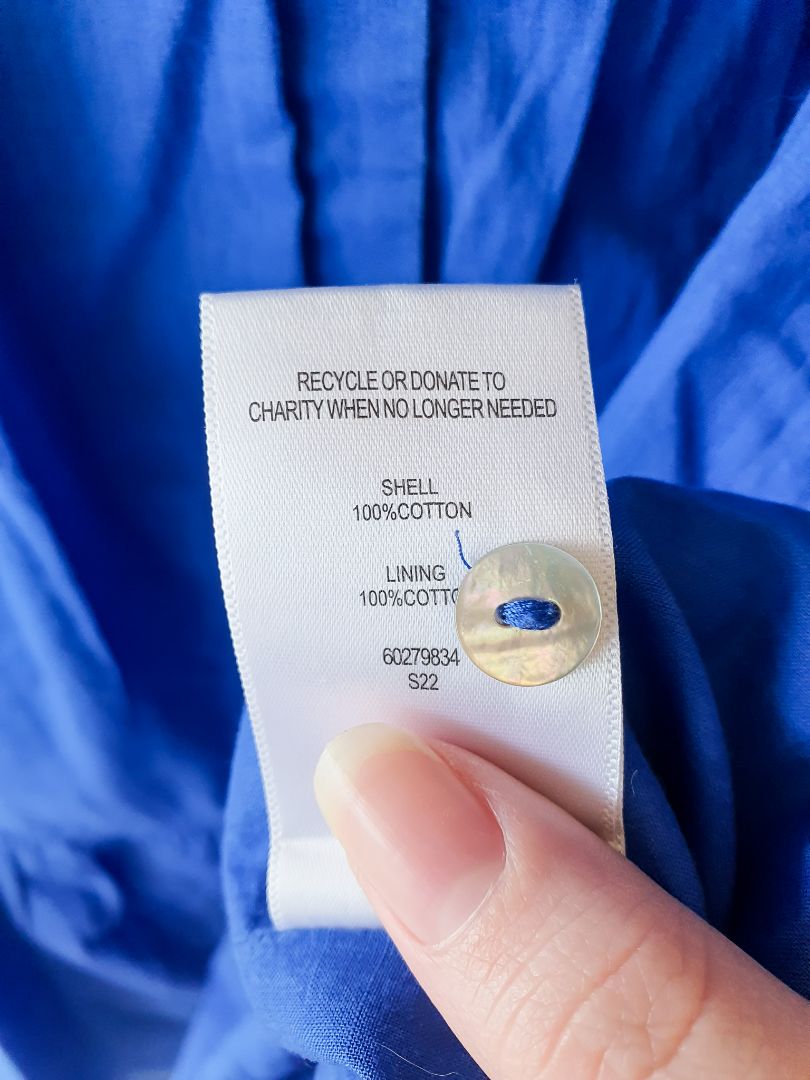 RECYCLE OR DONATE TO
CHARITY WHEN NO LONGER NEEDED
SHELL
100%COTTON
LINING
100%COTTO
60279834
S22